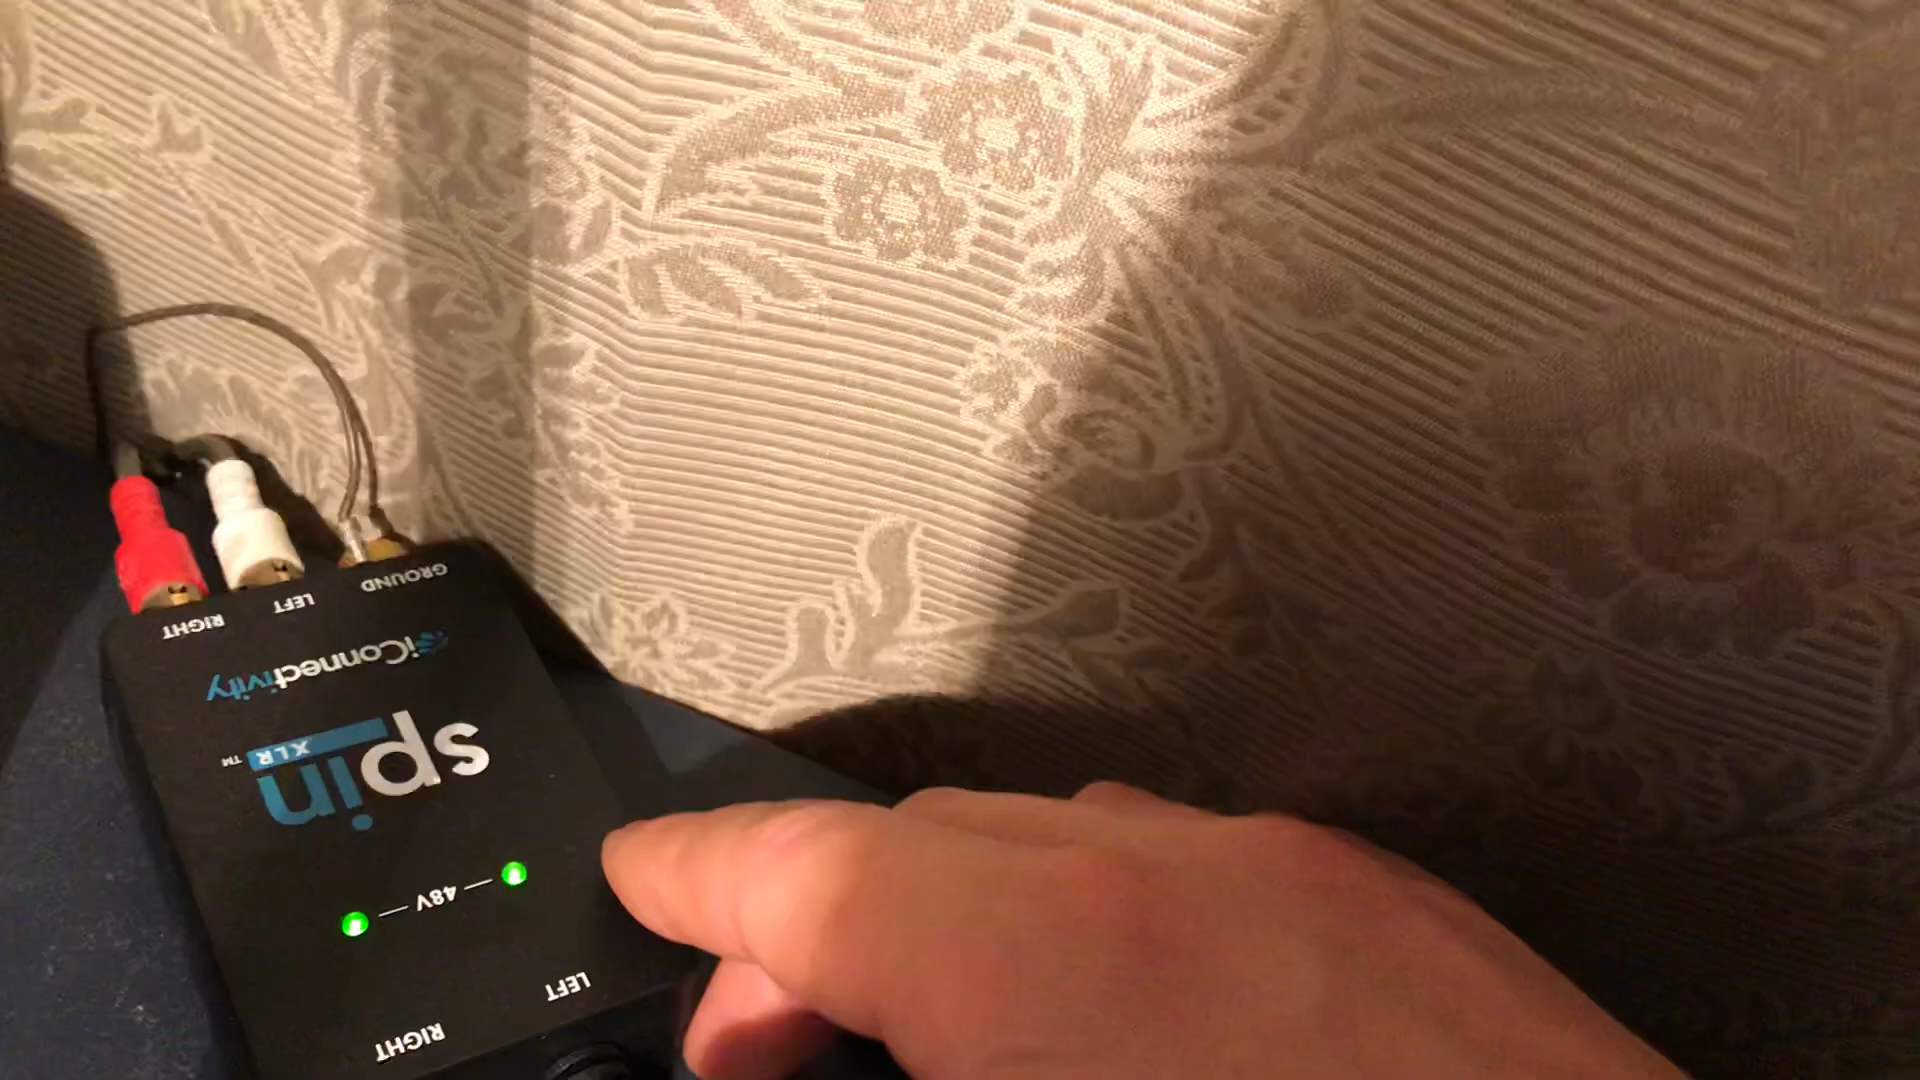 RIGHT
LEFT
48V
spin
XLR ™
iConnectivity
RIGHT LEFT GROUND